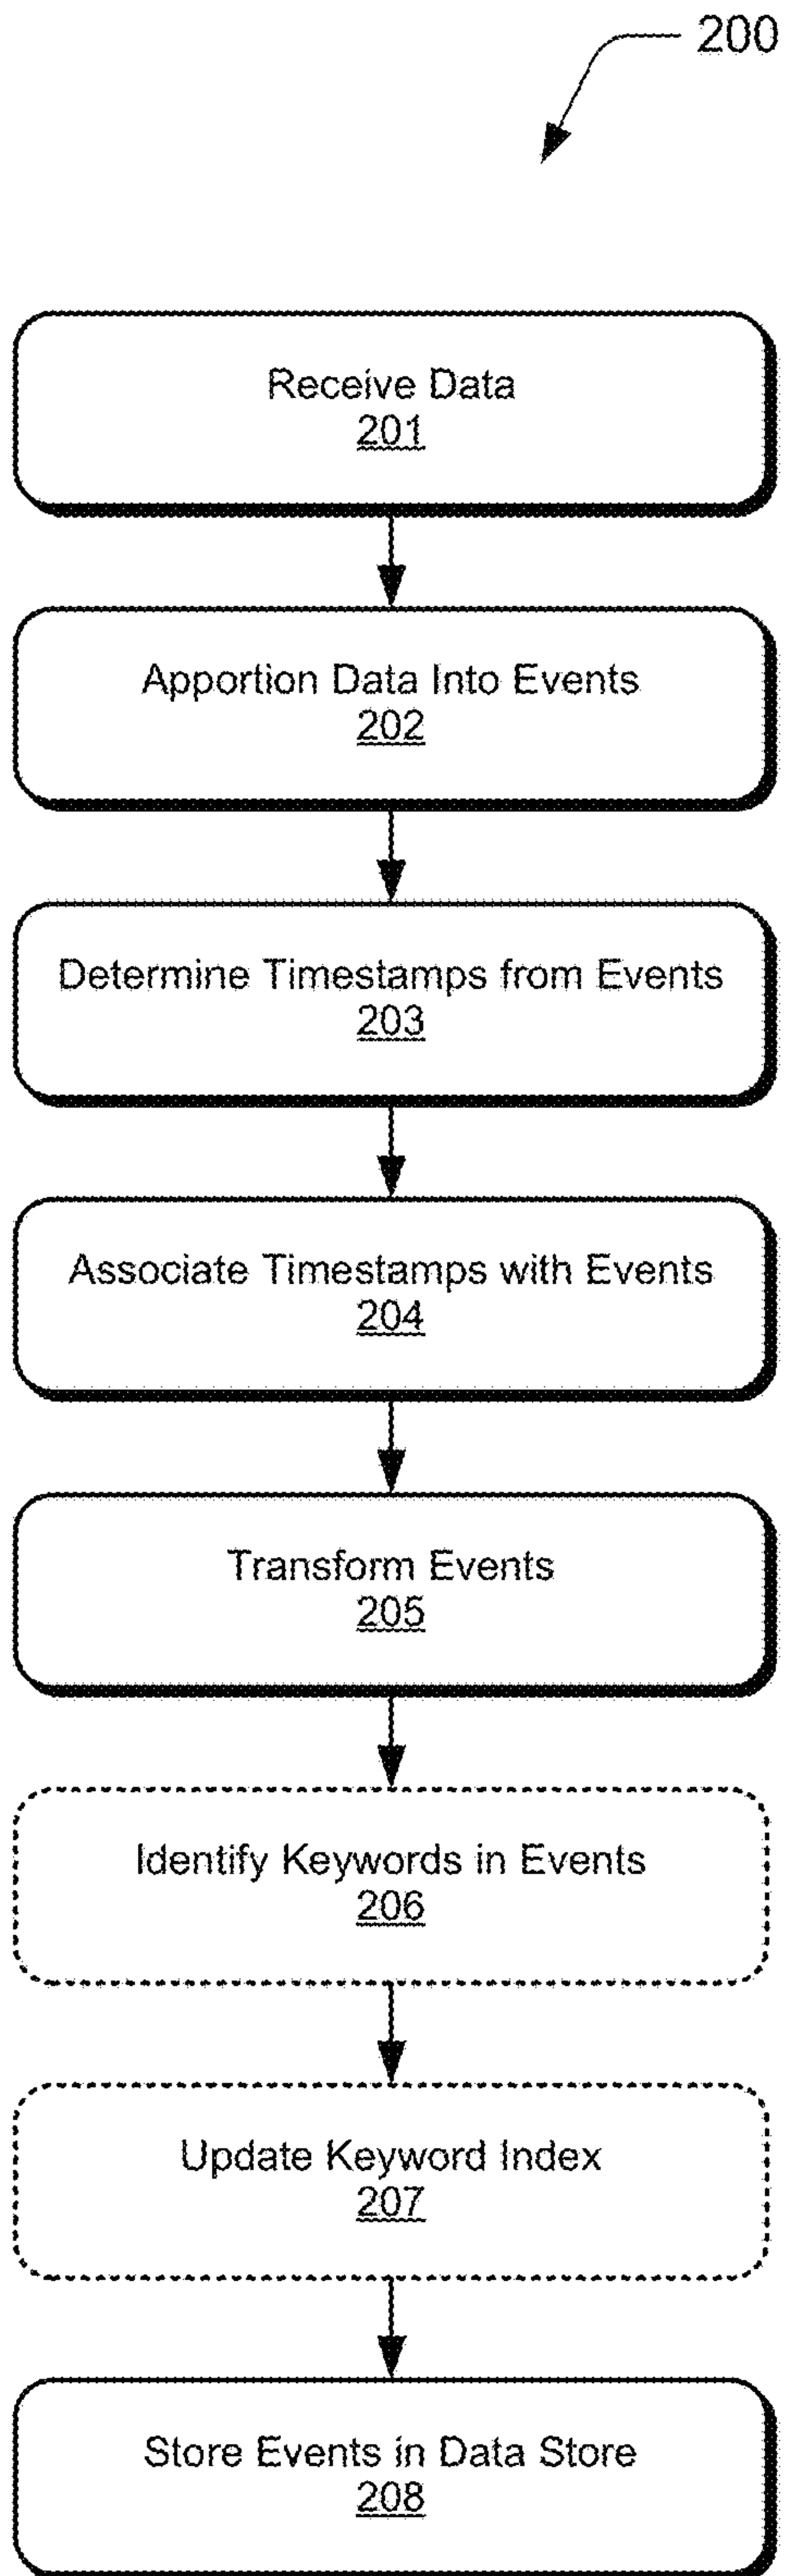 200
Receive Data
201
Apportion Data Into Events
202
Determine Timestamps from Events
203
Associate Timestamps with Events
204
Transform Events
205
Identify Keywords in Events
206
Update Keyword Index
207
Store Events in Data Store
208